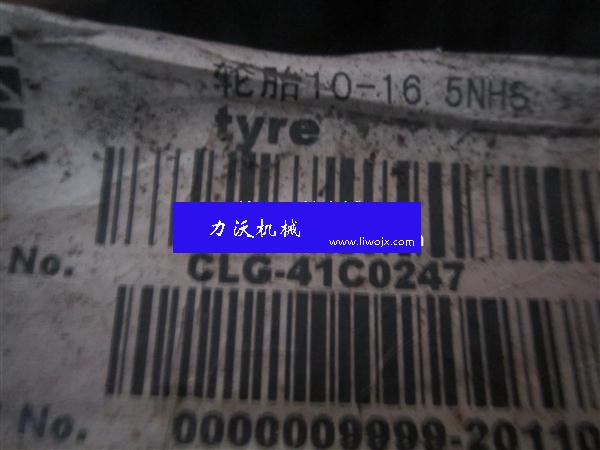 轮胎10-16.5NHS
tyre
力沃机械
www.liwojx.com
No. CLG-41C0247
No. 0000009999-20110